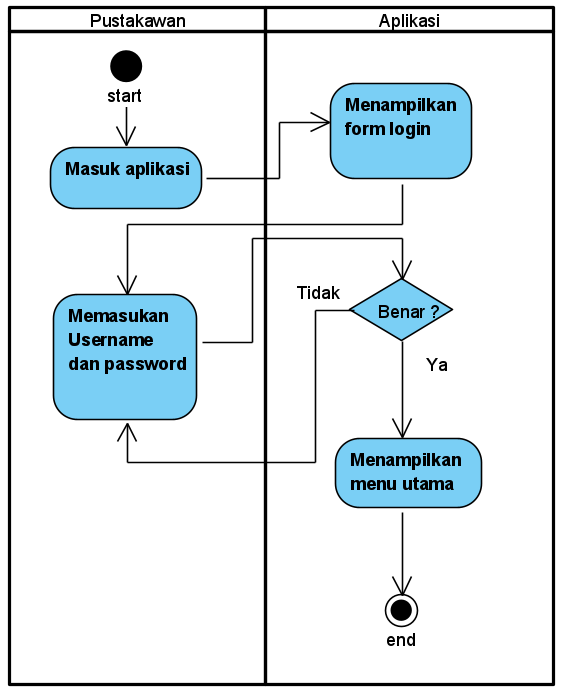 Pustakawan
Aplikasi
start
Masuk aplikasi
Menampilkan
form login
Memasukan
Username
dan password
Tidak
Benar ?
Ya
Menampilkan
menu utama
end